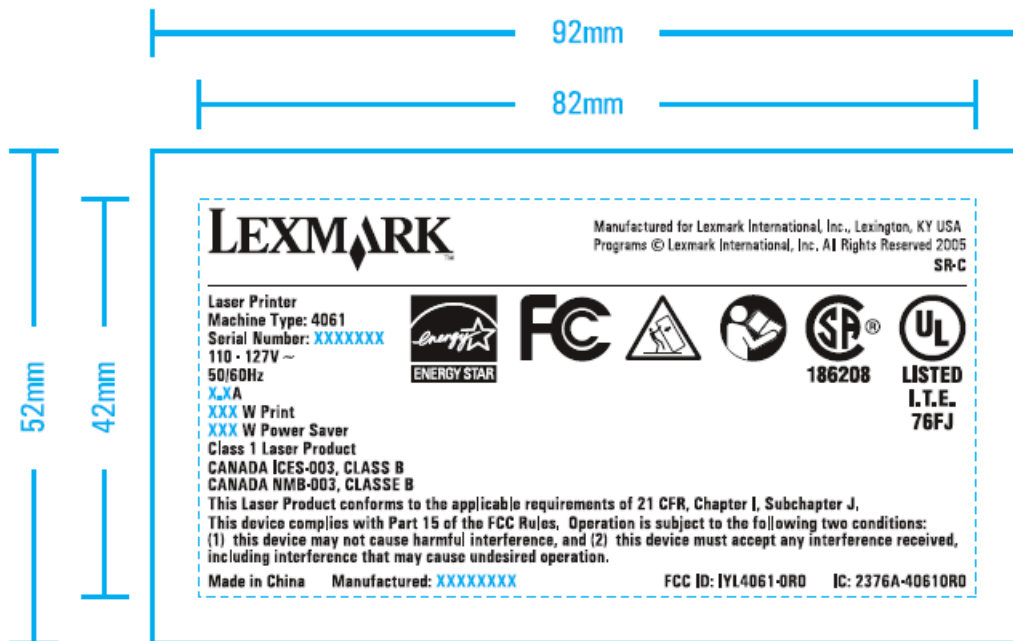 92mm
82mm
52mm
42mm
LEXMARK™
Manufactured for Lexmark International, Inc., Lexington, KY USA
Programs © Lexmark International, Inc. All Rights Reserved 2005
SR-C
Laser Printer
Machine Type: 4061
Serial Number: XXXXXXX
110 - 127V ~
50/60Hz
X.XA
XXX W Print
XXX W Power Saver
Class 1 Laser Product
CANADA ICES-003, CLASS B
CANADA NMB-003, CLASSE B
energy
ENERGY STAR
FC
SA ®
186208
UL
LISTED
I.T.E.
76FJ
This Laser Product conforms to the applicable requirements of 21 CFR, Chapter I, Subchapter J.
This device complies with Part 15 of the FCC Rules. Operation is subject to the following two conditions:
(1) this device may not cause harmful interference, and (2) this device must accept any interference received,
including interference that may cause undesired operation.
Made in China Manufactured: XXXXXXXX FCC ID: IYL4061-0R0 IC: 2376A-40610R0